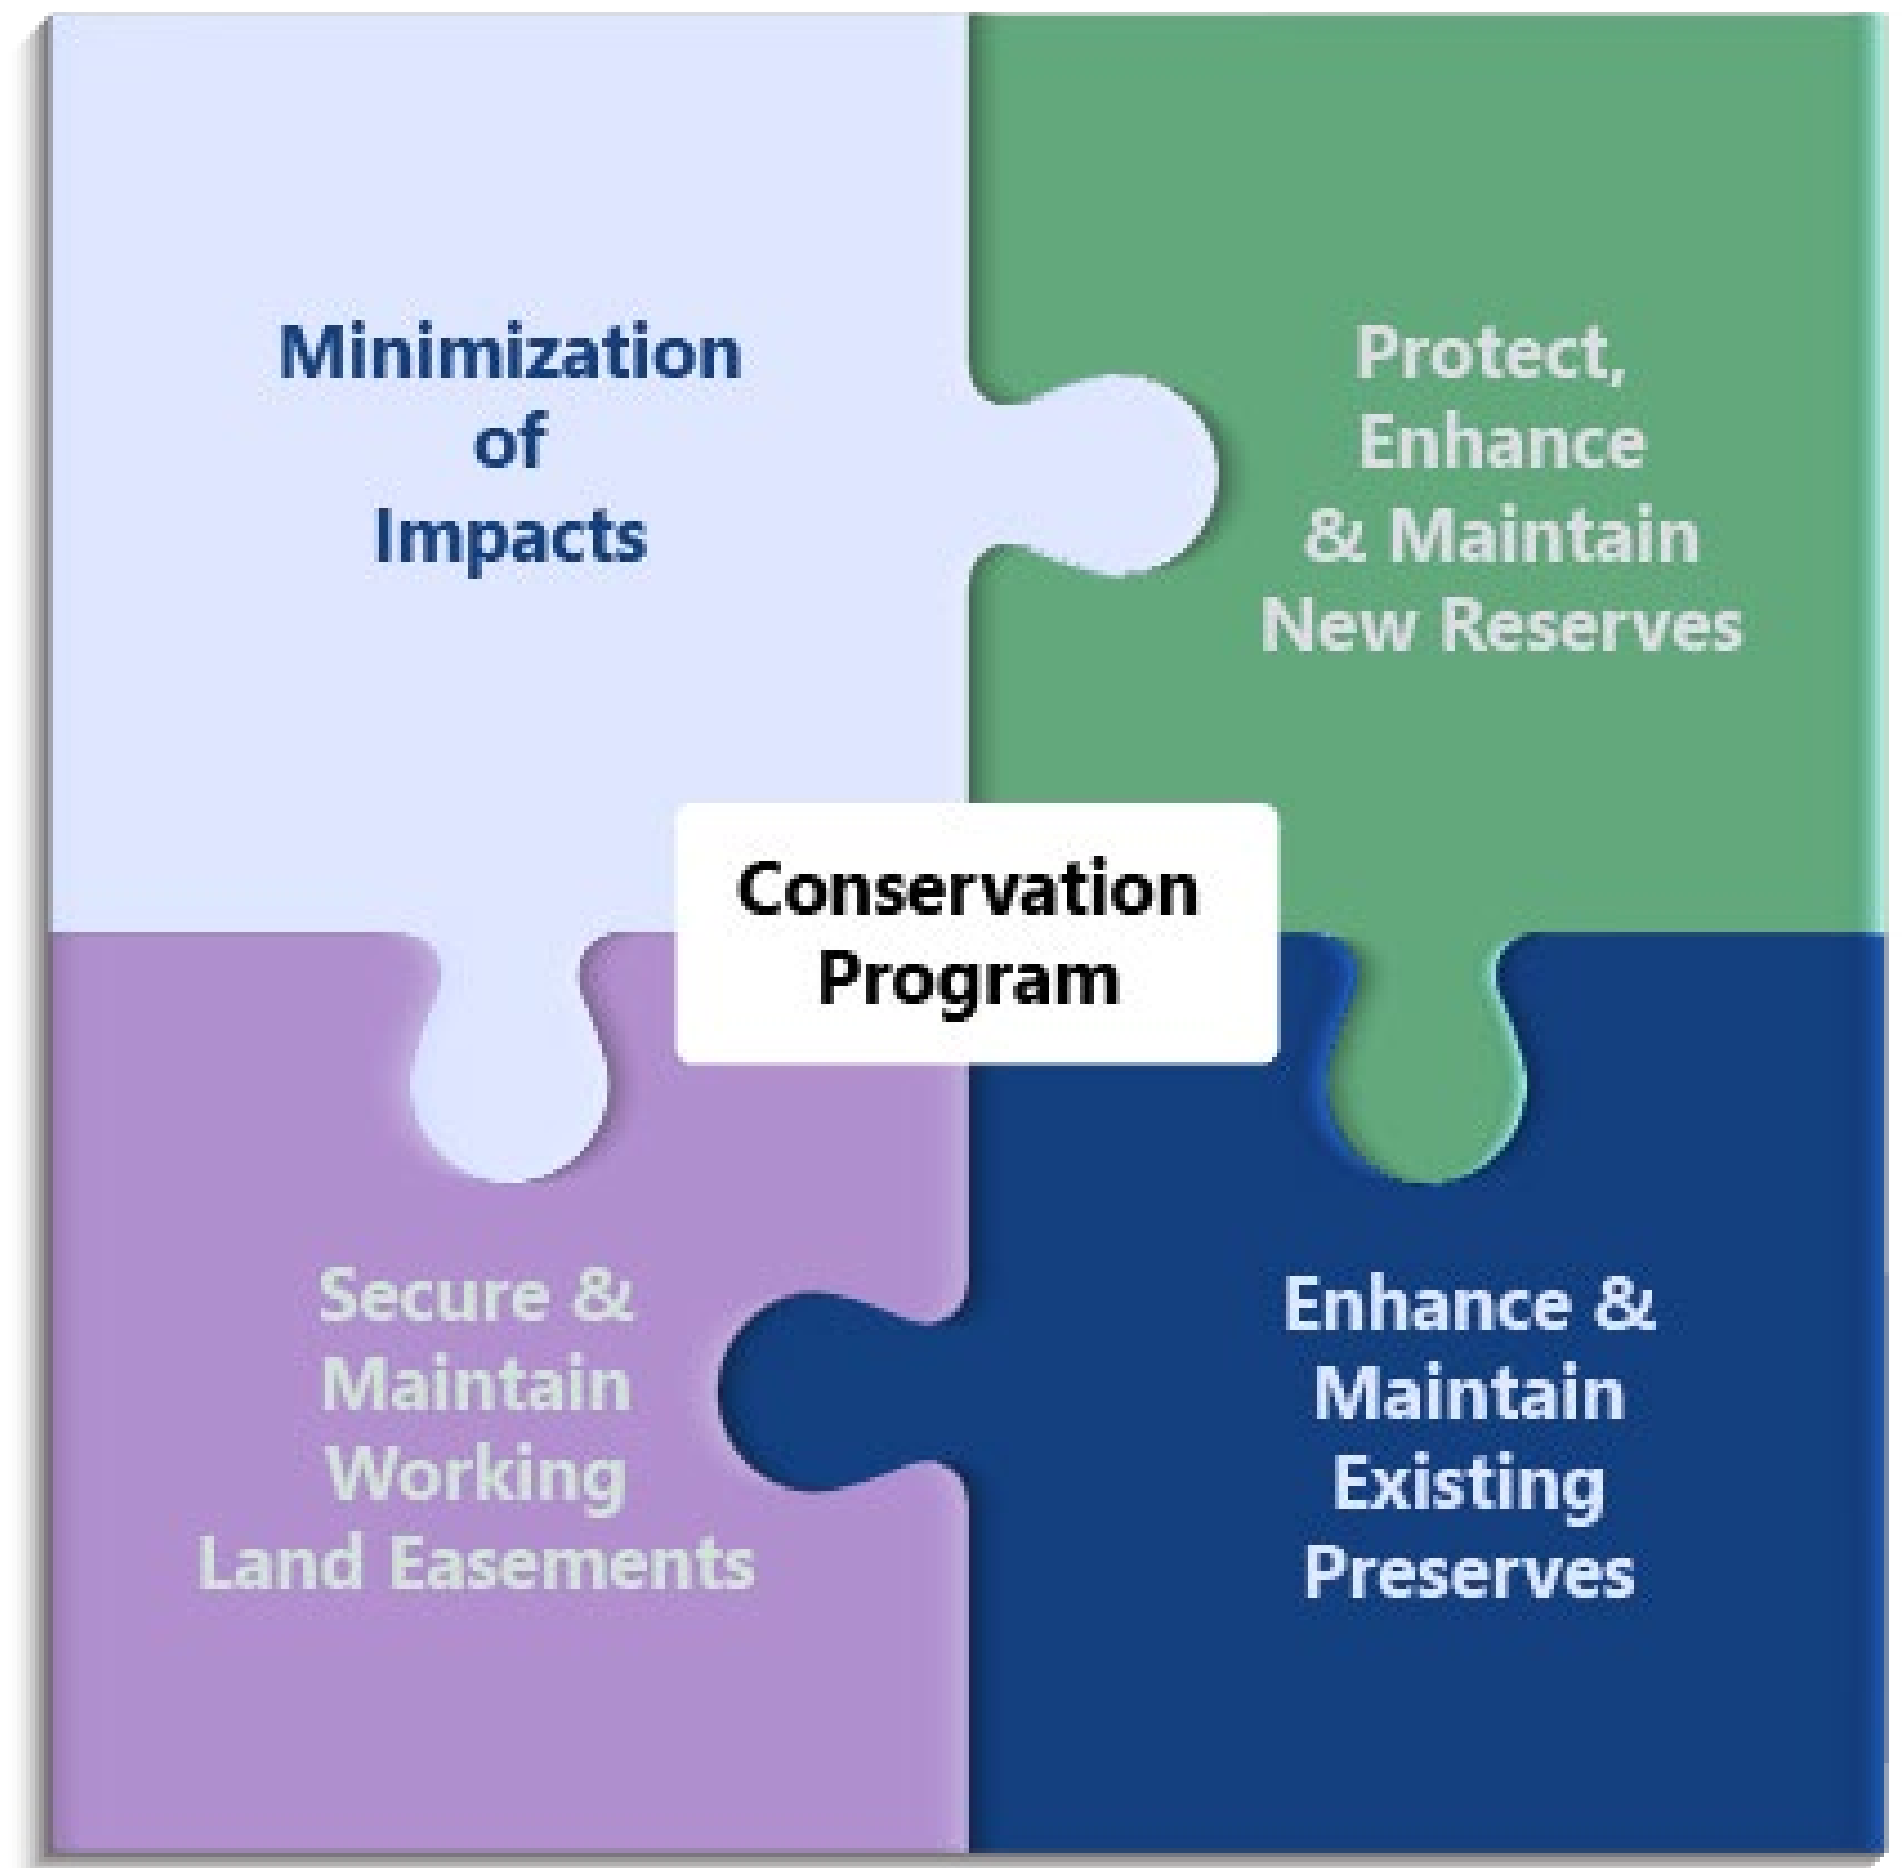 Minimization
of
Impacts
Protect,
Enhance
& Maintain
New Reserves
Conservation
Program
Secure &
Maintain
Working
Land Easements
Enhance &
Maintain
Existing
Preserves